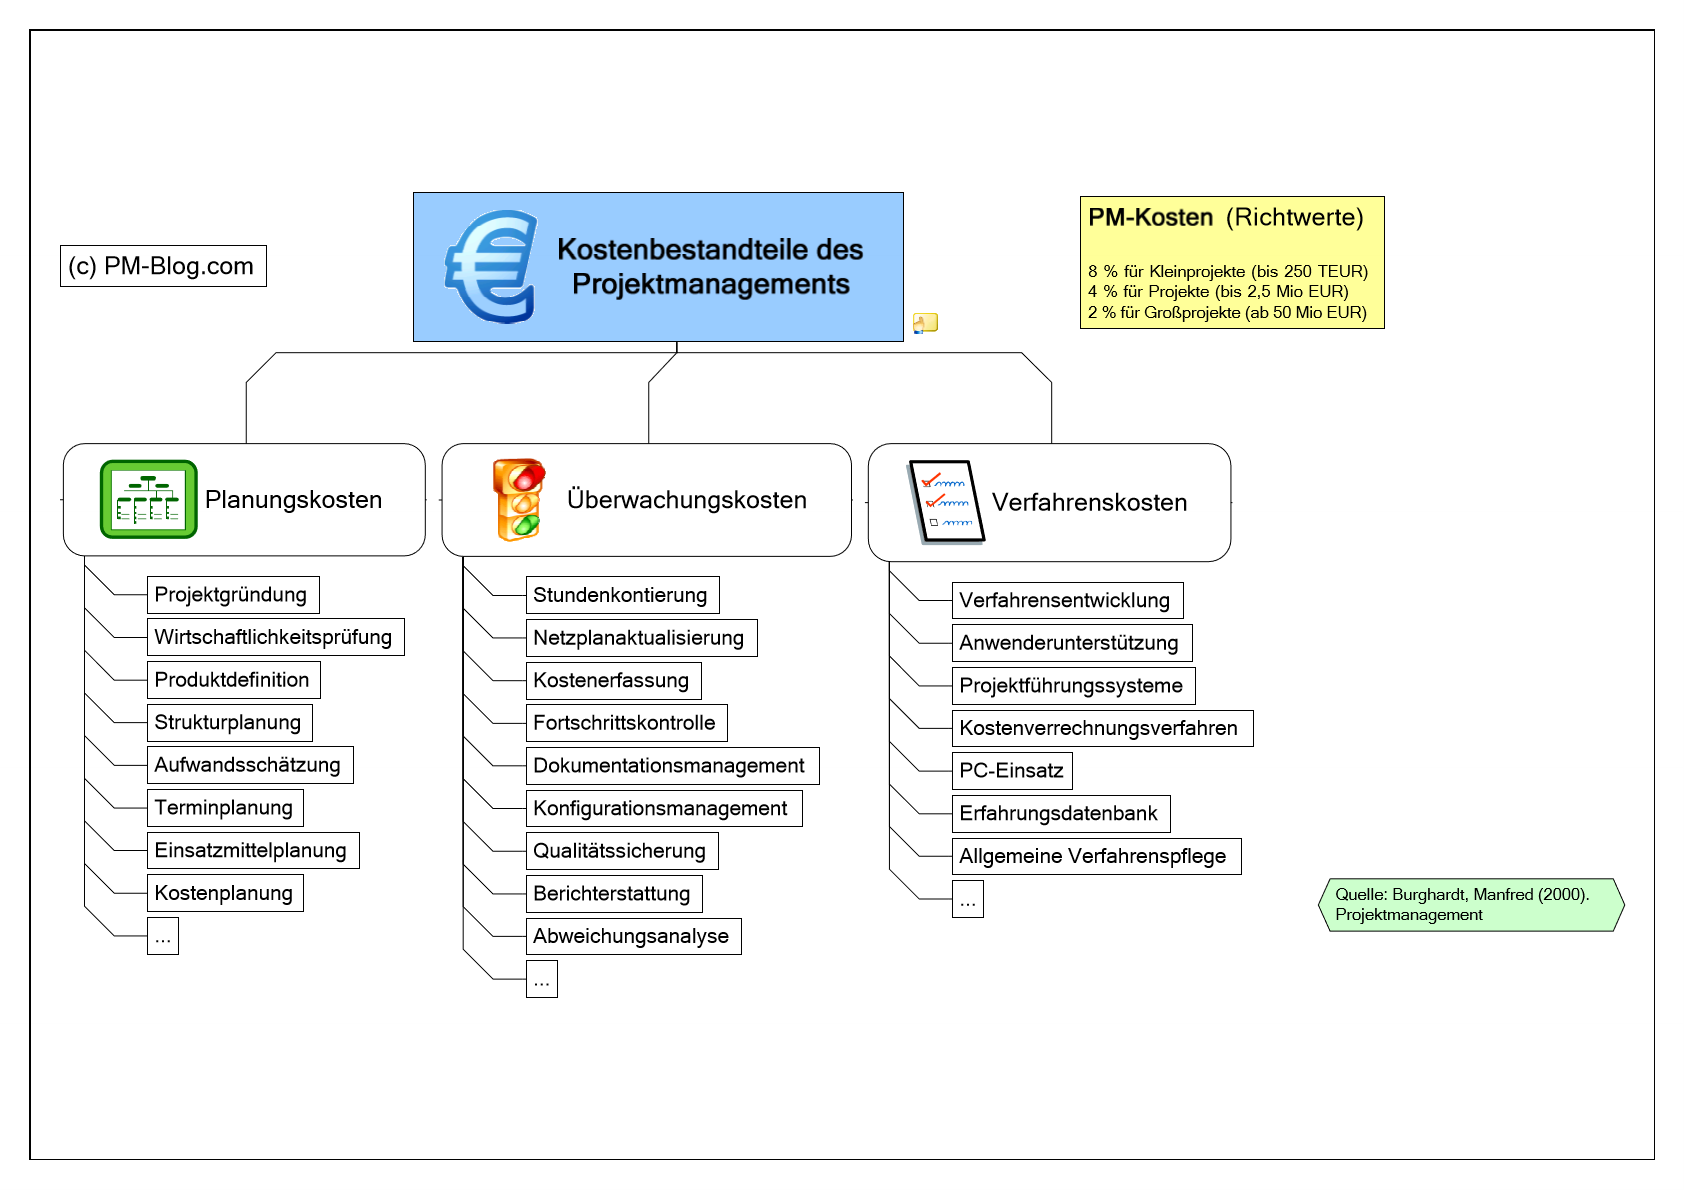 (c) PM-Blog.com
Kostenbestandteile des
Projektmanagements
PM-Kosten (Richtwerte)
8 % für Kleinprojekte (bis 250 TEUR)
4 % für Projekte (bis 2,5 Mio EUR)
2 % für Großprojekte (ab 50 Mio EUR)
Planungskosten
Projektgründung
Wirtschaftlichkeitsprüfung
Produktdefinition
Strukturplanung
Aufwandsschätzung
Terminplanung
Einsatzmittelplanung
Kostenplanung
...
Überwachungskosten
Stundenkontierung
Netzplanaktualisierung
Kostenerfassung
Fortschrittskontrolle
Dokumentationsmanagement
Konfigurationsmanagement
Qualitätssicherung
Berichterstattung
Abweichungsanalyse
...
Verfahrenskosten
Verfahrensentwicklung
Anwenderunterstützung
Projektführungssysteme
Kostenverrechnungsverfahren
PC-Einsatz
Erfahrungsdatenbank
Allgemeine Verfahrenspflege
...
Quelle: Burghardt, Manfred (2000).
Projektmanagement